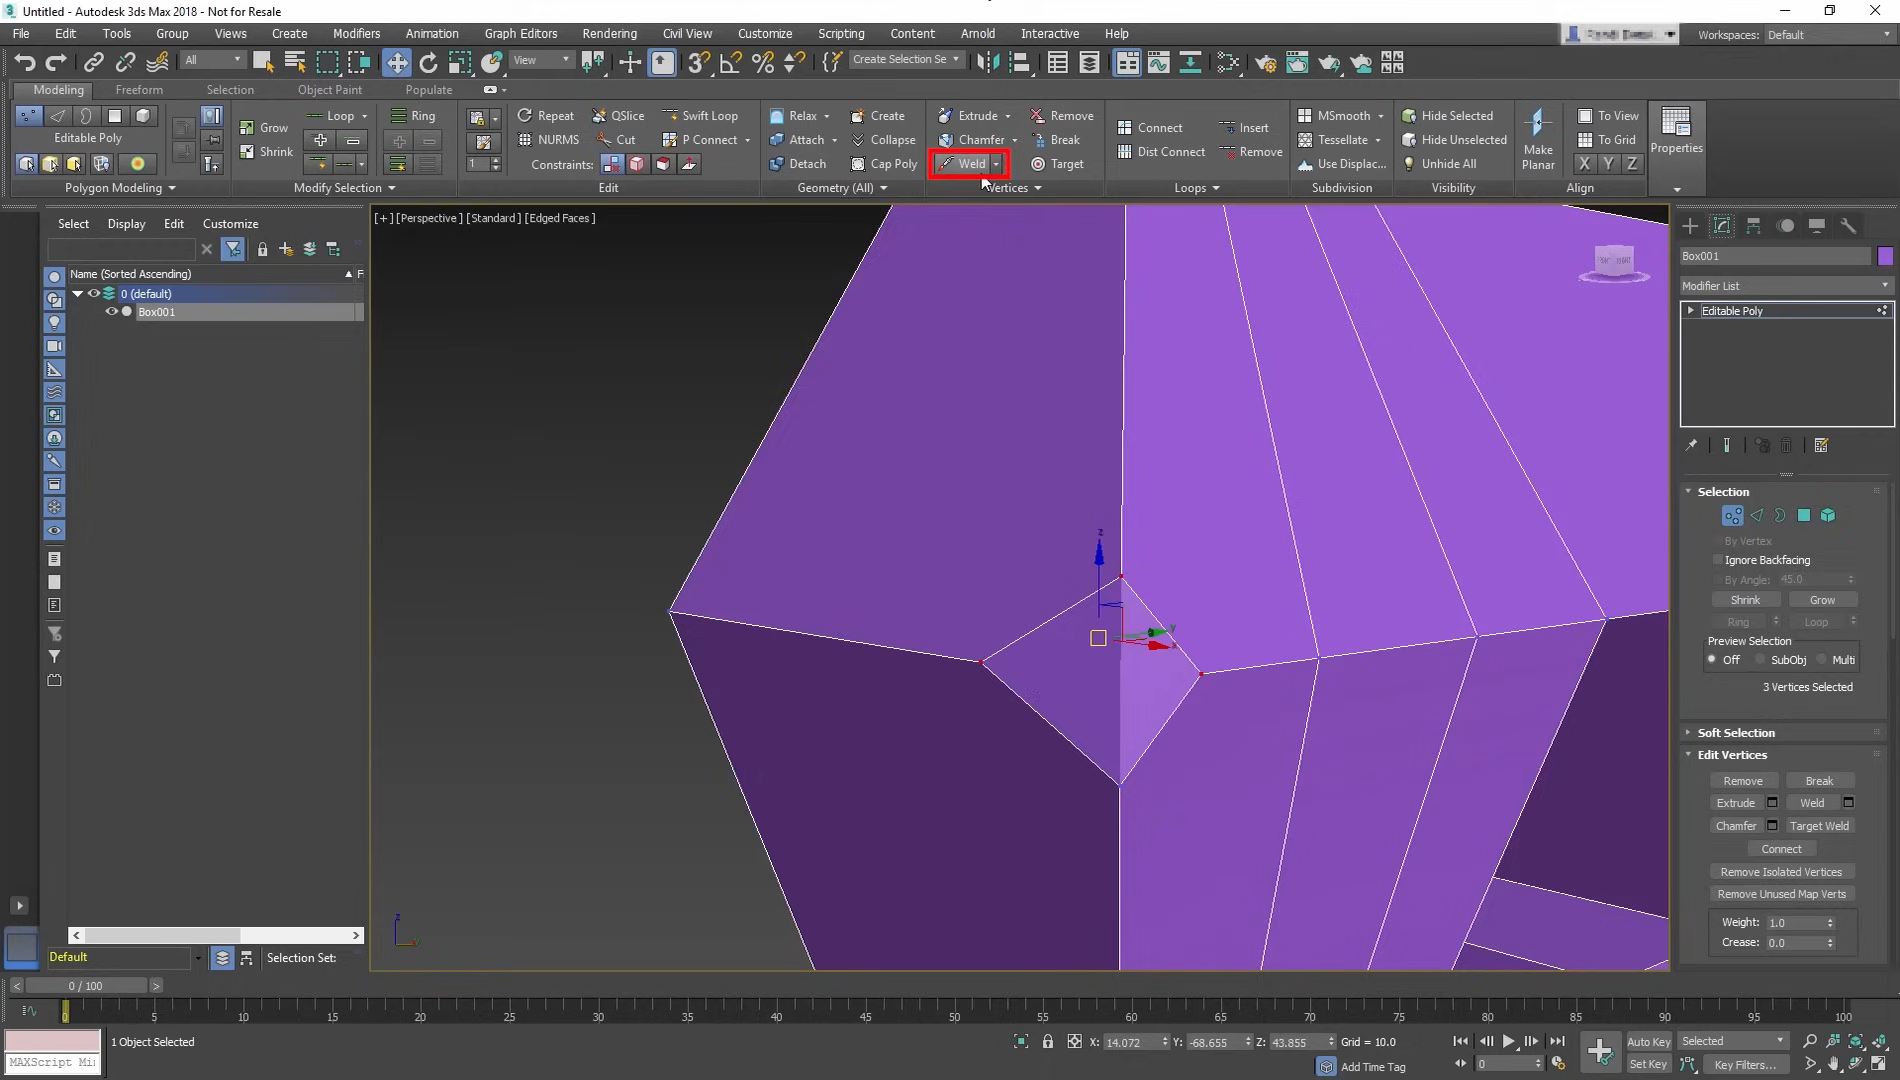 Untitled - Autodesk 3ds Max 2018 - Not for Resale
File Edit Tools Group Views Create Modifiers Animation Graph Editors Rendering Civil View Customize Scripting Content Arnold Interactive Help
Workspaces: Default
All View Create Selection Se
Modeling Freeform Selection Object Paint Populate
Loop Ring Repeat QSlice Swift Loop Relax Create Extrude Remove MSmooth Hide Selected To View
Editable Poly Grow NURMS Cut P Connect Attach Collapse Chamfer Break Connect Insert Tessellate Hide Unselected To Grid Make Planar Properties
Shrink 1 Constraints: Detach Cap Poly Weld Target Dist Connect Remove Use Displac... Unhide All X Y Z
Polygon Modeling Modify Selection Edit Geometry (All) Vertices Loops Subdivision Visibility Align
Select Display Edit Customize
Name (Sorted Ascending) F
0 (default)
Box001
[+] [Perspective] [Standard] [Edged Faces]
z
y
x
z
Box001
Modifier List
Editable Poly
Selection
By Vertex
Ignore Backfacing
By Angle: 45.0
Shrink Grow
Ring Loop
Preview Selection
Off SubObj Multi
3 Vertices Selected
Soft Selection
Edit Vertices
Remove Break
Extrude Weld
Chamfer Target Weld
Connect
Remove Isolated Vertices
Remove Unused Map Verts
Weight: 1.0
Crease: 0.0
Default Selection Set:
0 / 100
0 5 10 15 20 25 30 35 40 45 50 55 60 65 70 75 80 85 90 95 100
1 Object Selected X: 14.072 Y: -68.655 Z: 43.855 Grid = 10.0 Auto Key Selected
MAXScript Mi Add Time Tag 0 Set Key Key Filters...